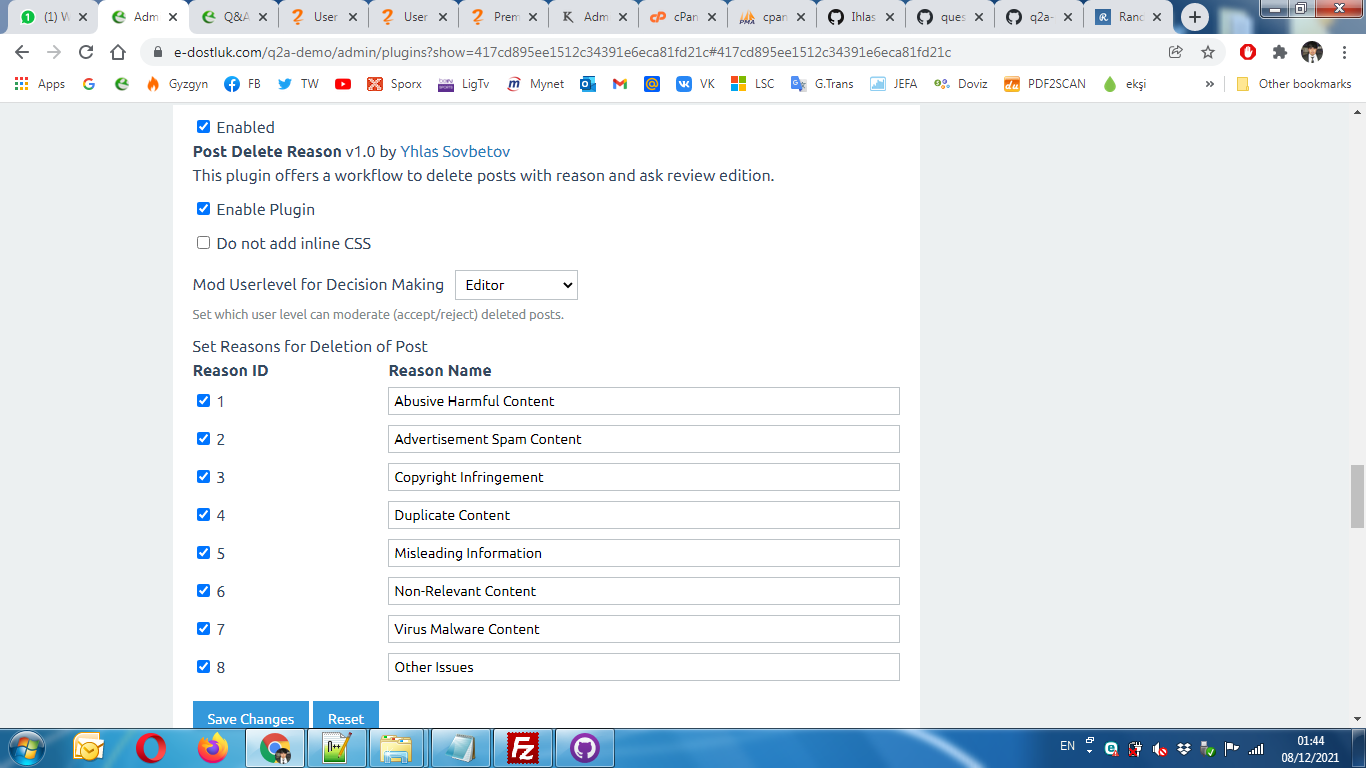 (1) W
Adm
Q&A
User
User
Prem
Adm
cPan
cpan
Ihlas
ques
q2a-
Ranc
e-dostluk.com/q2a-demo/admin/plugins?show=417cd895ee1512c34391e6eca81fd21c#417cd895ee1512c34391e6eca81fd21c
Apps
Gyzgyn
FB
TW
Sporx
LigTv
Mynet
VK
LSC
G.Trans
JEFA
Doviz
PDF2SCAN
ekşi
»
Other bookmarks
Enabled
Post Delete Reason v1.0 by Yhlas Sovbetov
This plugin offers a workflow to delete posts with reason and ask review edition.
Enable Plugin
Do not add inline CSS
Mod Userlevel for Decision Making Editor
Set which user level can moderate (accept/reject) deleted posts.
Set Reasons for Deletion of Post
Reason ID Reason Name
1 Abusive Harmful Content
2 Advertisement Spam Content
3 Copyright Infringement
4 Duplicate Content
5 Misleading Information
6 Non-Relevant Content
7 Virus Malware Content
8 Other Issues
Save Changes Reset
EN
01:44
08/12/2021